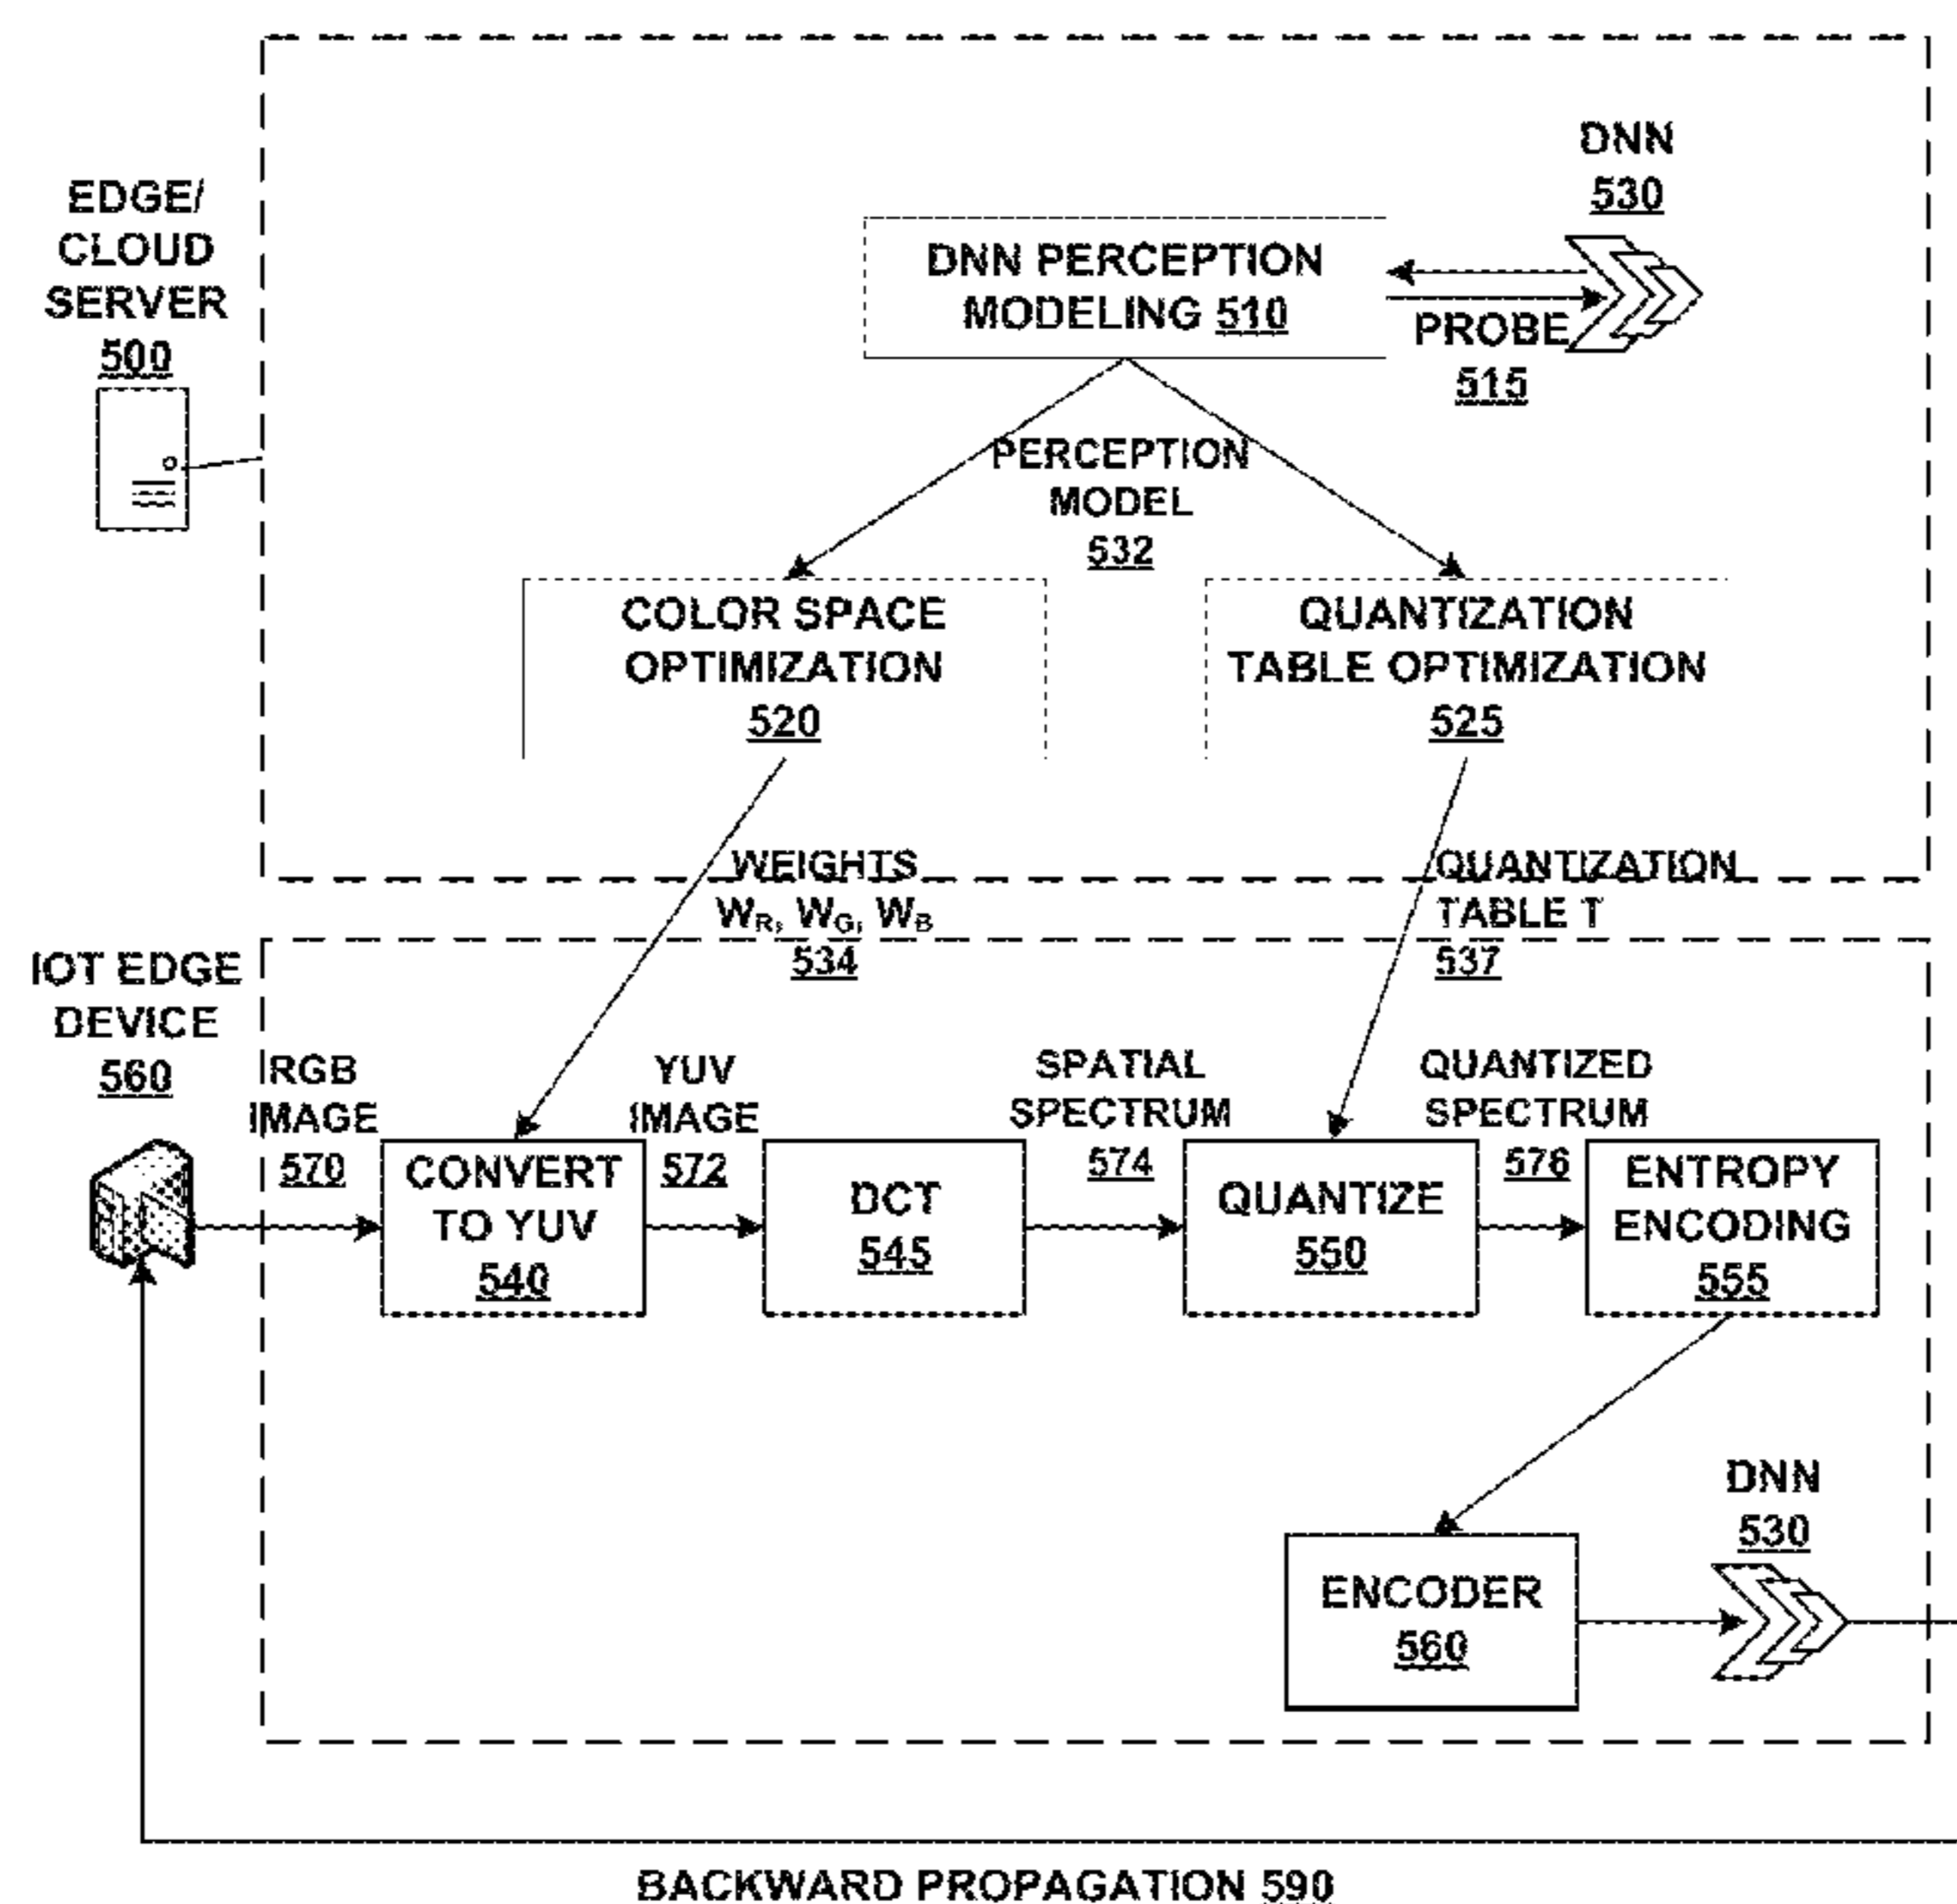 DNN
530
EDGE/
CLOUD
SERVER
500
DNN PERCEPTION
MODELING 510
PROBE
515
PERCEPTION
MODEL
532
COLOR SPACE
OPTIMIZATION
520
QUANTIZATION
TABLE OPTIMIZATION
525
WEIGHTS
WR, WG, WB
534
QUANTIZATION
TABLE T
537
IOT EDGE
DEVICE
560
RGB
IMAGE
570
CONVERT
TO YUV
540
YUV
IMAGE
572
DCT
545
SPATIAL
SPECTRUM
574
QUANTIZE
550
QUANTIZED
SPECTRUM
576
ENTROPY
ENCODING
555
ENCODER
560
DNN
530
BACKWARD PROPAGATION 590